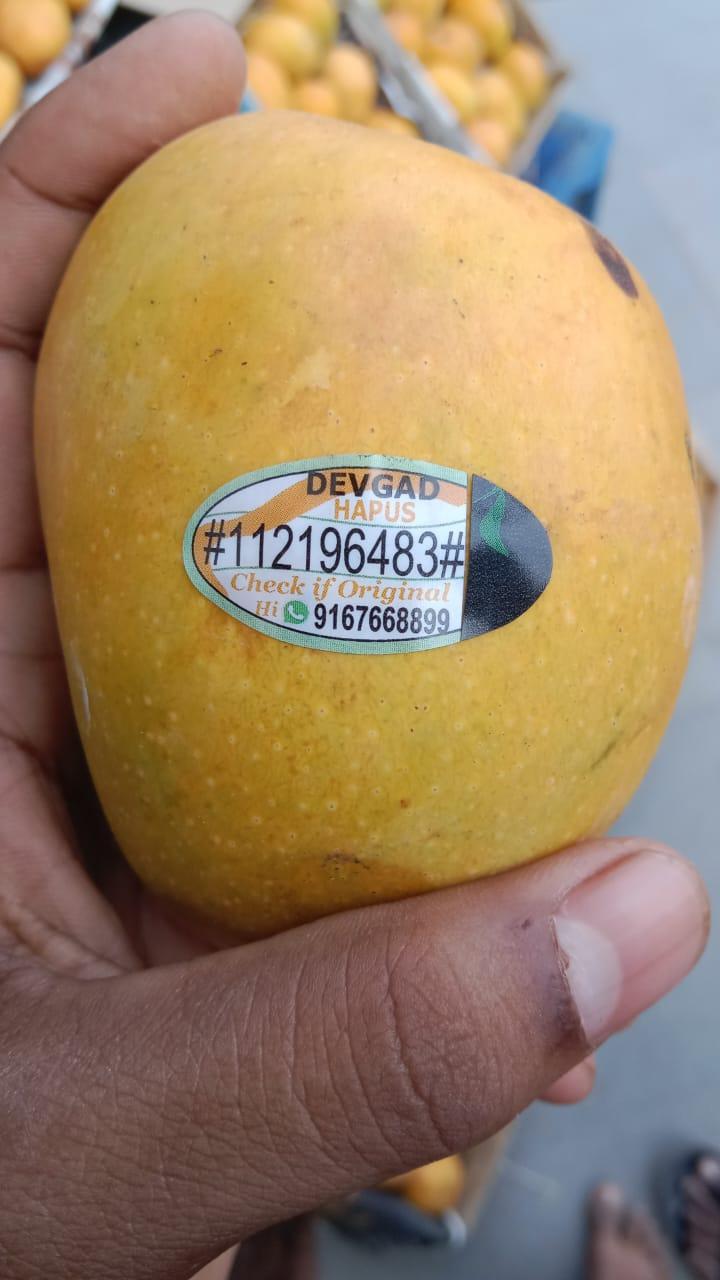 DEVGAD
HAPUS
#112196483#
Check if Original
Hi 9167668899